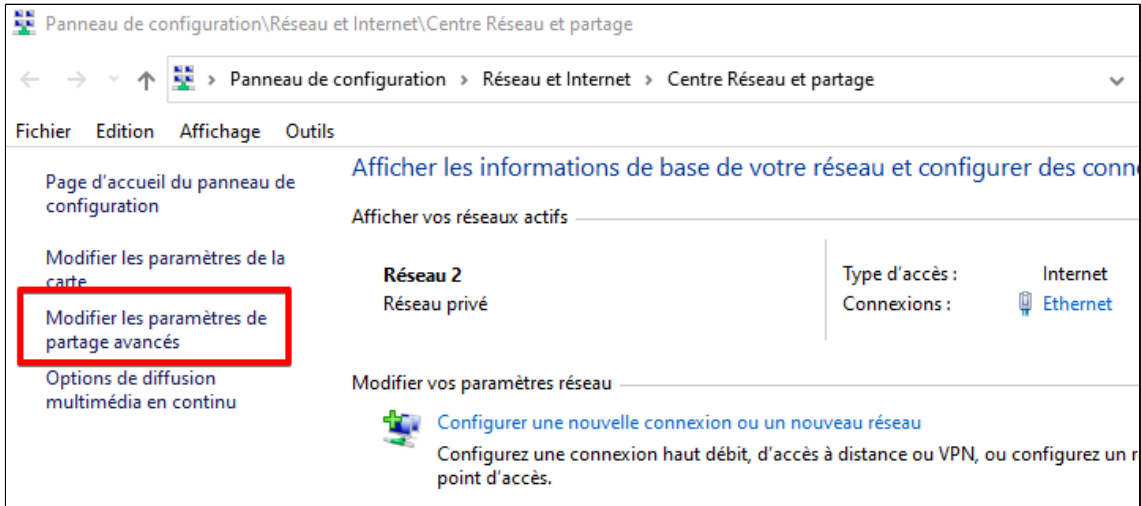 Panneau de configuration\Réseau et Internet\Centre Réseau et partage
Panneau de configuration > Réseau et Internet > Centre Réseau et partage
Fichier Edition Affichage Outils
Page d'accueil du panneau de
configuration
Modifier les paramètres de la
carte
Modifier les paramètres de
partage avancés
Options de diffusion
multimédia en continu
Afficher les informations de base de votre réseau et configurer des conn
Afficher vos réseaux actifs
Réseau 2
Réseau privé
Type d'accès : Internet
Connexions : Ethernet
Modifier vos paramètres réseau
Configurer une nouvelle connexion ou un nouveau réseau
Configurez une connexion haut débit, d'accès à distance ou VPN, ou configurez un r
point d'accès.